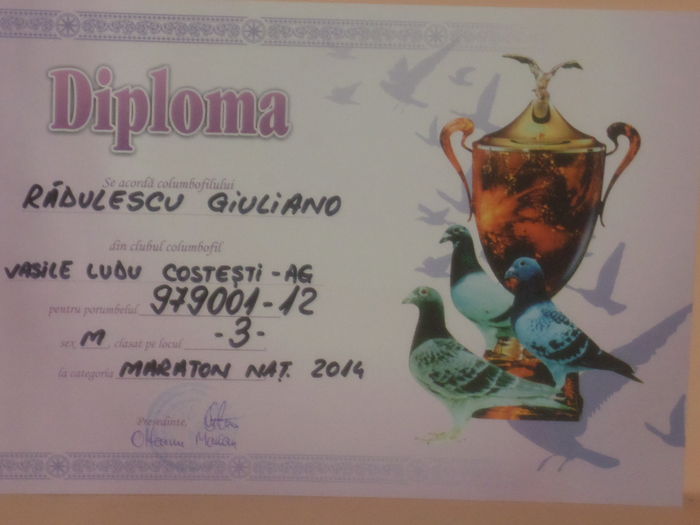 Diploma
Se acordă columbofilului
RĂDULESCU GIULIANO
din clubul columbofil
VASILE LUDU COSTEȘTI - AG
pentru porumbelul 979001-12
sex M, clasat pe locul -3-
la categoria MARATON NAȚ. 2014
Președinte,